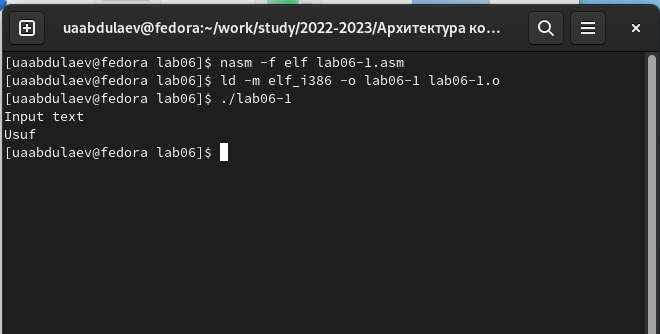 uaabdulaev@fedora:~/work/study/2022-2023/Архитектура ко...
[uaabdulaev@fedora lab06]$ nasm -f elf lab06-1.asm
[uaabdulaev@fedora lab06]$ ld -m elf_i386 -o lab06-1 lab06-1.o
[uaabdulaev@fedora lab06]$ ./lab06-1
Input text
Usuf
[uaabdulaev@fedora lab06]$